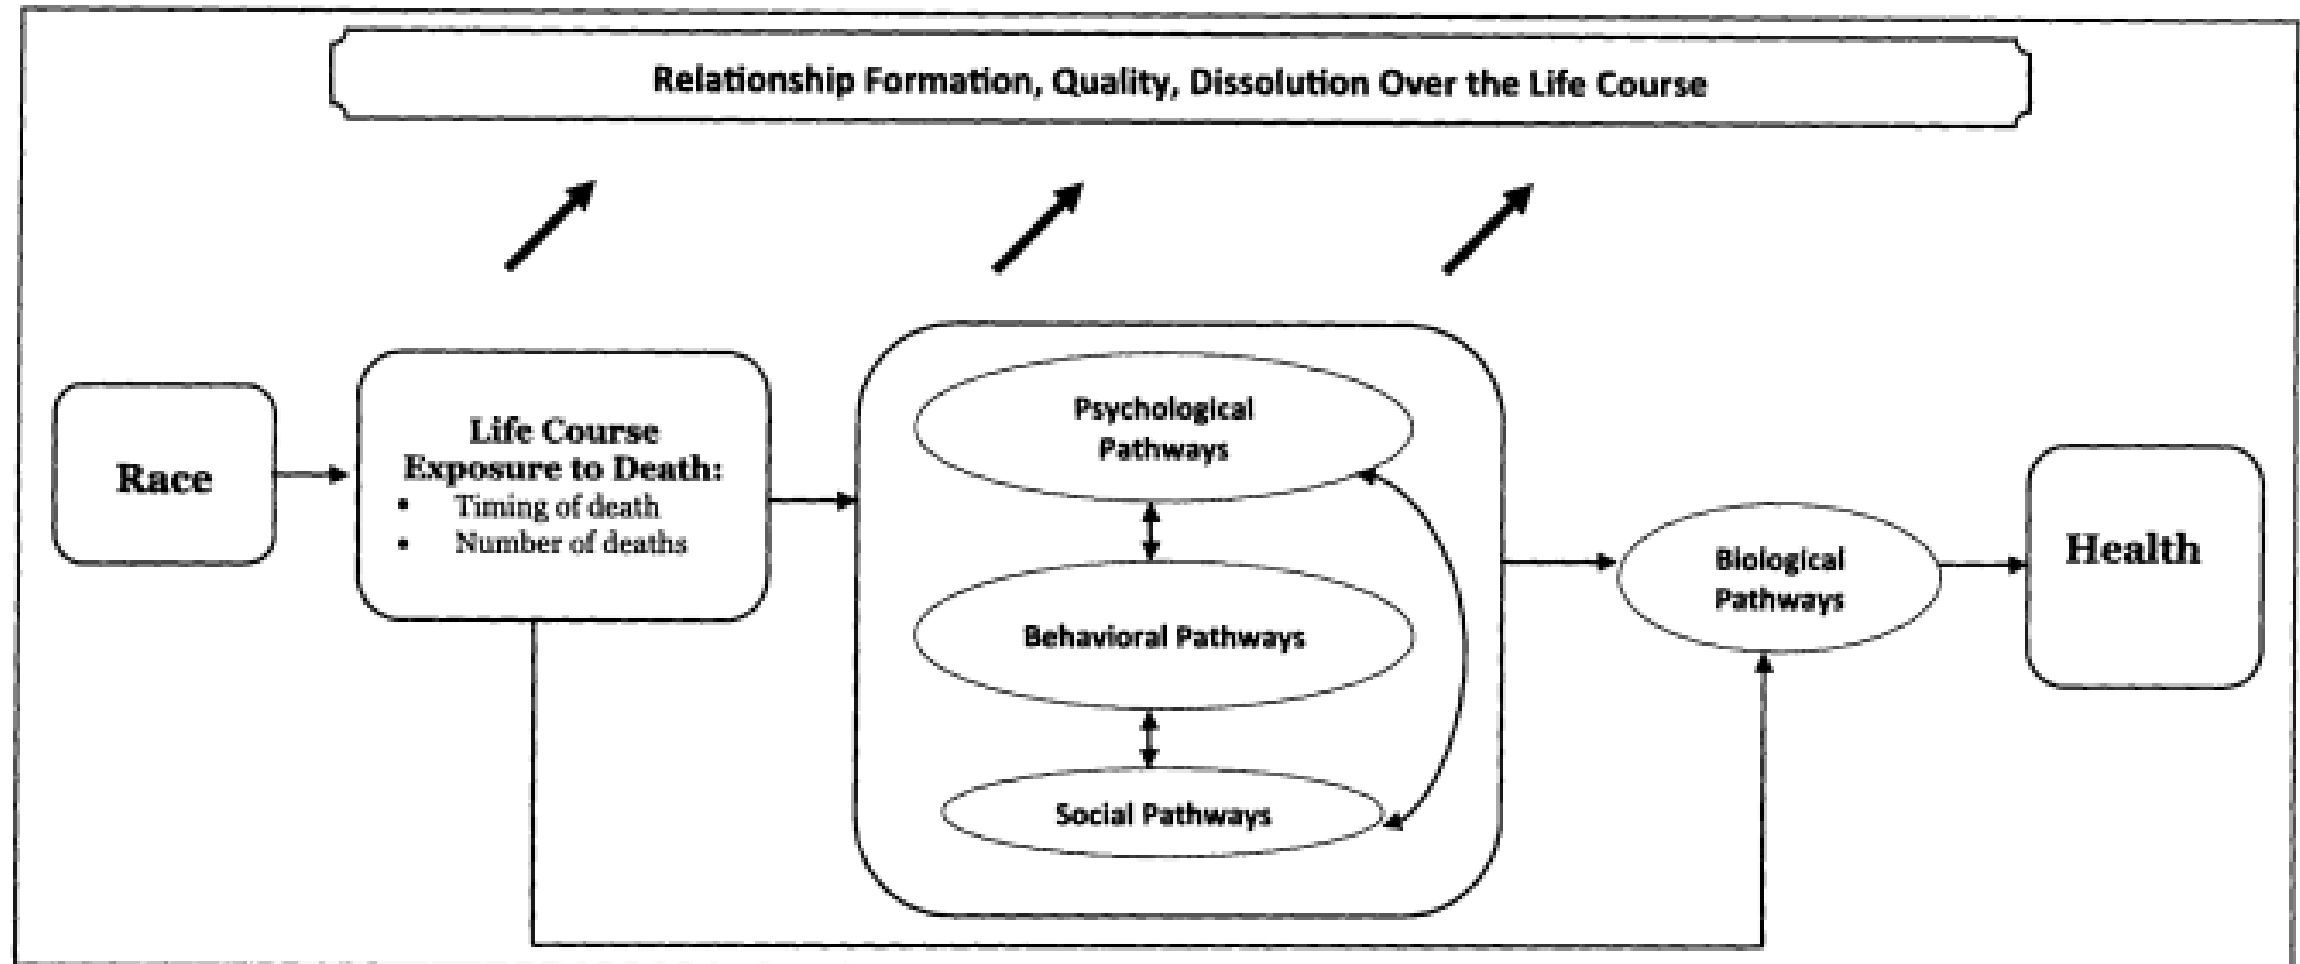 Relationship Formation, Quality, Dissolution Over the Life Course
Race
Life Course
Exposure to Death:
• Timing of death
• Number of deaths
Psychological
Pathways
Behavioral Pathways
Social Pathways
Biological
Pathways
Health